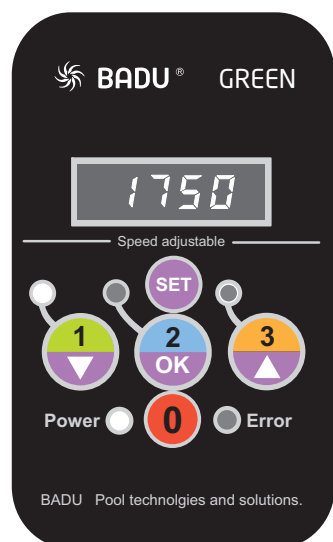 BADU ® GREEN
1750
Speed adjustable
SET
1 2 3
OK
Power 0 Error
BADU Pool technolgies and solutions.